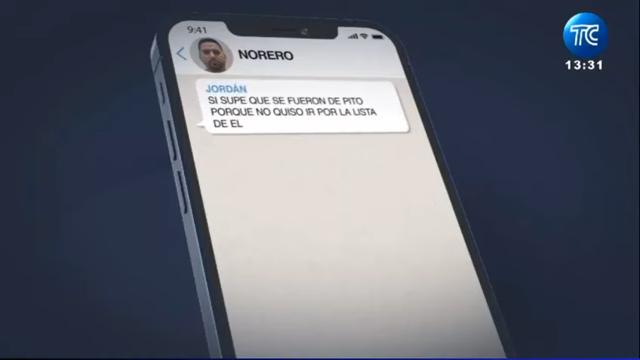 9:41
TC
13:31
NORERO
JORDÁN
SI SUPE QUE SE FUERON DE PITO
PORQUE NO QUISO IR POR LA LISTA
DE EL